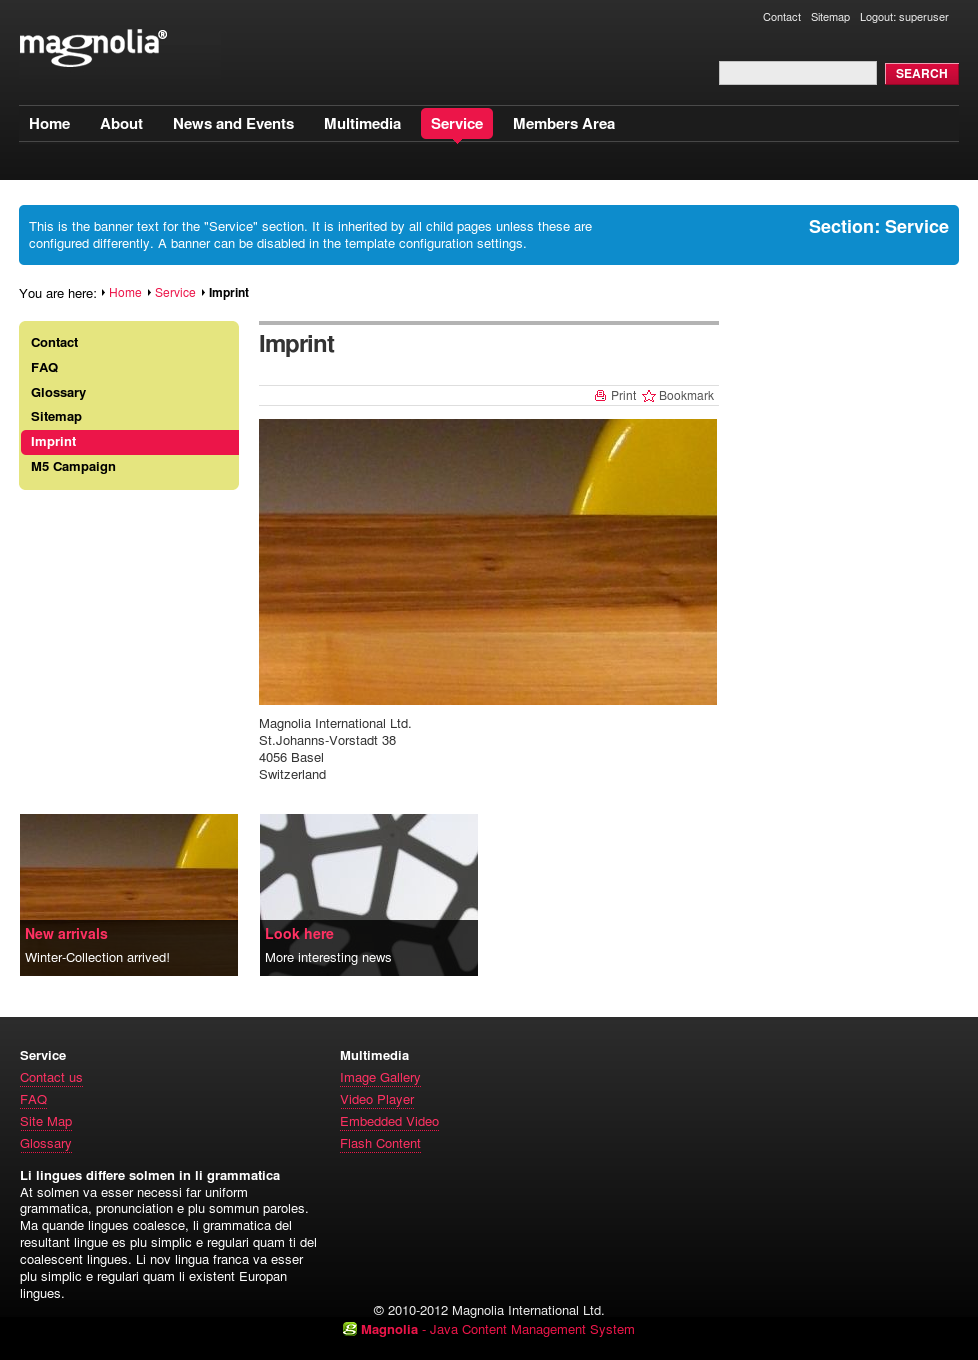 Contact Sitemap Logout: superuser
magnolia®
SEARCH
Home About News and Events Multimedia Service Members Area
This is the banner text for the "Service" section. It is inherited by all child pages unless these are
configured differently. A banner can be disabled in the template configuration settings.
Section: Service
You are here: Home Service Imprint
Contact
FAQ
Glossary
Sitemap
Imprint
M5 Campaign
Imprint
Print Bookmark
Magnolia International Ltd.
St.Johanns-Vorstadt 38
4056 Basel
Switzerland
New arrivals
Winter-Collection arrived!
Look here
More interesting news
Service
Contact us
FAQ
Site Map
Glossary
Multimedia
Image Gallery
Video Player
Embedded Video
Flash Content
Li lingues differe solmen in li grammatica
At solmen va esser necessi far uniform
grammatica, pronunciation e plu sommun paroles.
Ma quande lingues coalesce, li grammatica del
resultant lingue es plu simplic e regulari quam ti del
coalescent lingues. Li nov lingua franca va esser
plu simplic e regulari quam li existent Europan
lingues.
© 2010-2012 Magnolia International Ltd.
Magnolia - Java Content Management System